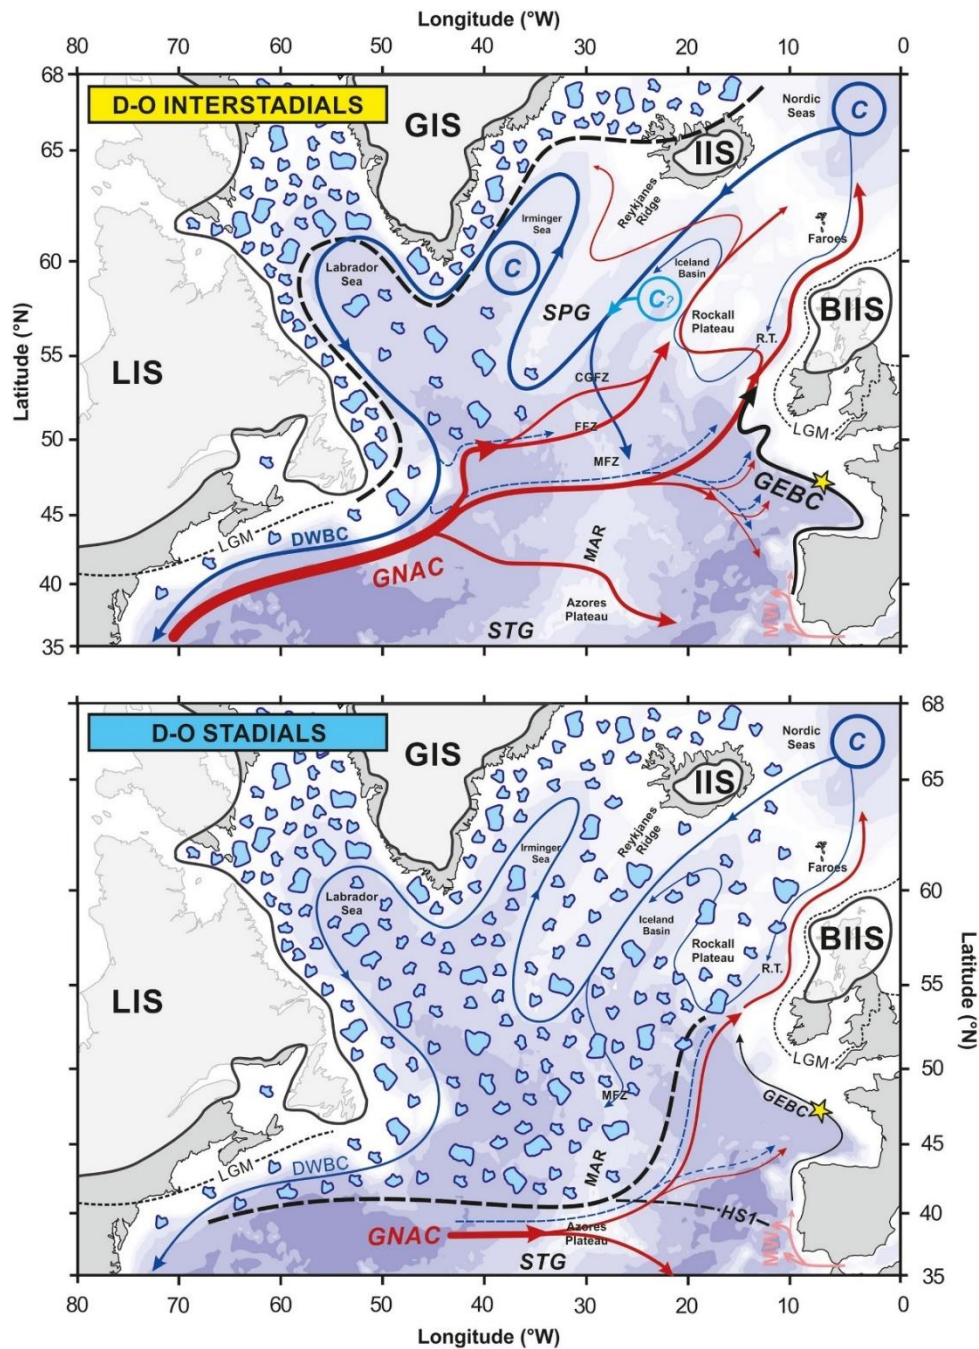 Longitude (°W)
80 70 60 50 40 30 20 10 0
68
D-O INTERSTADIALS
GIS
Nordic
Seas
C
65
IIS
Reykjanes
Ridge
Irminger
Sea
Faroes
60
Labrador
Sea
C
Iceland
Basin
C?
BIIS
SPG
Rockall
Plateau
Latitude (°N)
LIS
55
R.T.
CGFZ
LGM
50
FFZ
MFZ
GEBC
45
LGM
DWBC
MAR
GNAC
40
Azores
Plateau
MW
STG
35
68
D-O STADIALS
Nordic
Seas
C
GIS
IIS
65
Reykjanes
Ridge
Irminger
Sea
Faroes
60
Labrador
Sea
Iceland
Basin
BIIS
Rockall
Plateau
R.T.
LIS
55
Latitude (°N)
LGM
50
MFZ
GEBC
45
LGM
DWBC
MAR
HS1
40
GNAC
Azores
Plateau
MW
STG
35
80 70 60 50 40 30 20 10 0
Longitude (°W)